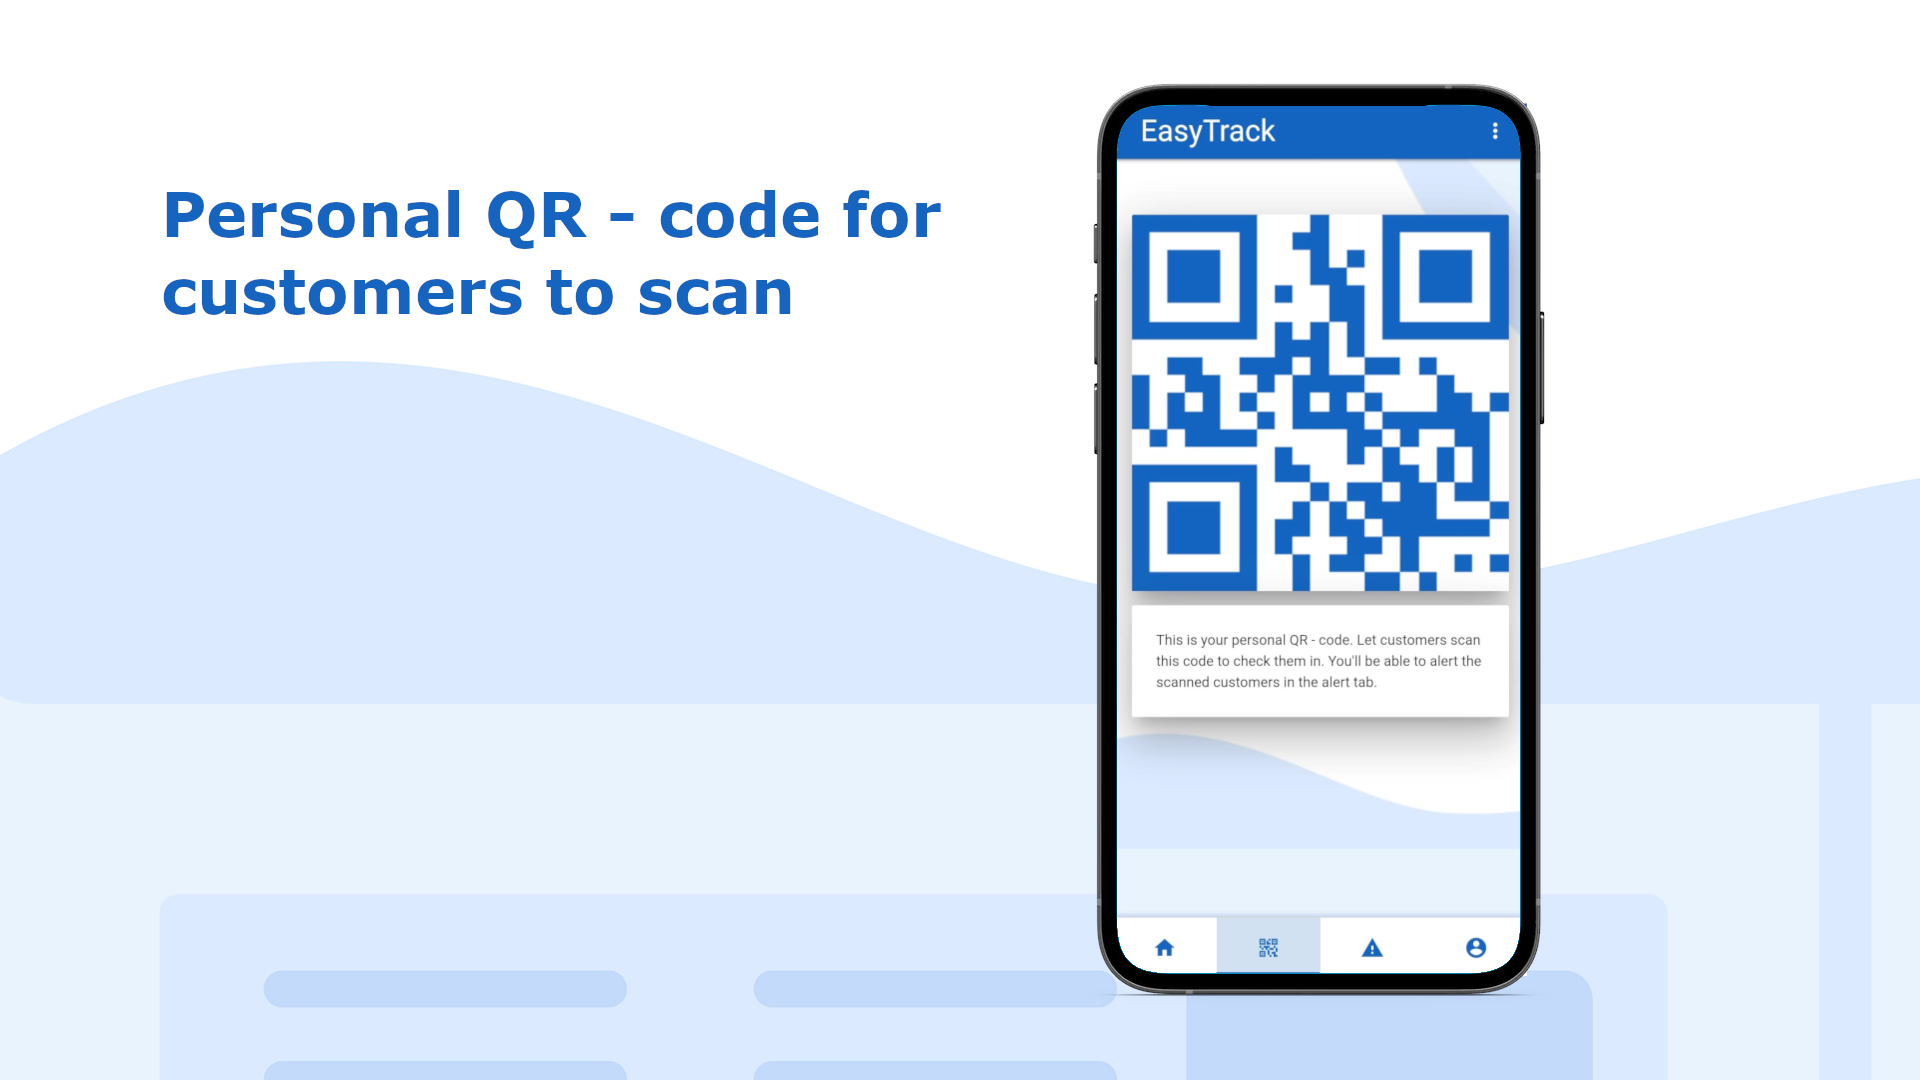 Personal QR - code for
customers to scan
EasyTrack
This is your personal QR - code. Let customers scan
this code to check them in. You'll be able to alert the
scanned customers in the alert tab.